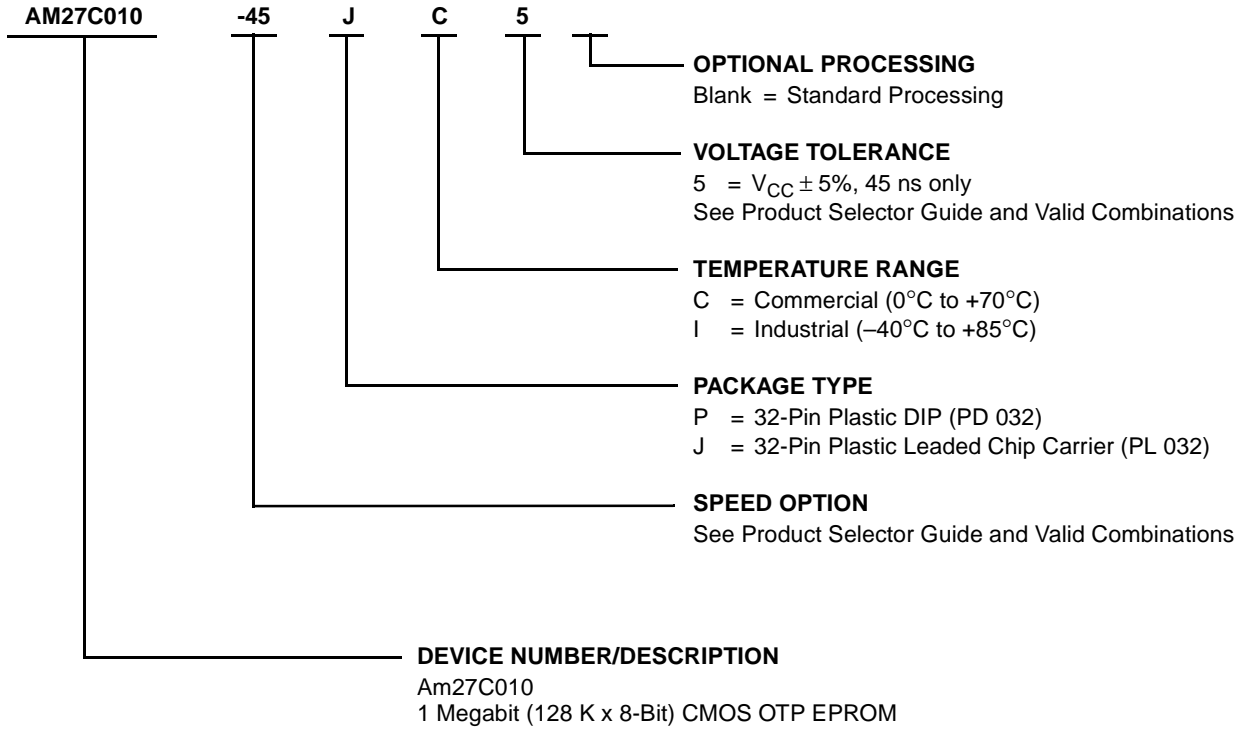 AM27C010 -45 J C 5
OPTIONAL PROCESSING
Blank = Standard Processing
VOLTAGE TOLERANCE
5 = VCC ± 5%, 45 ns only
See Product Selector Guide and Valid Combinations
TEMPERATURE RANGE
C = Commercial (0°C to +70°C)
I = Industrial (–40°C to +85°C)
PACKAGE TYPE
P = 32-Pin Plastic DIP (PD 032)
J = 32-Pin Plastic Leaded Chip Carrier (PL 032)
SPEED OPTION
See Product Selector Guide and Valid Combinations
DEVICE NUMBER/DESCRIPTION
Am27C010
1 Megabit (128 K x 8-Bit) CMOS OTP EPROM